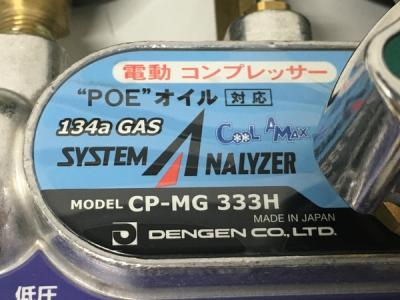 電動 コンプレッサー
"POE"オイル 対応
134a GAS COOL AMAX
SYSTEM ANALYZER
MODEL CP-MG 333H
MADE IN JAPAN
DENGEN CO., LTD.
低圧